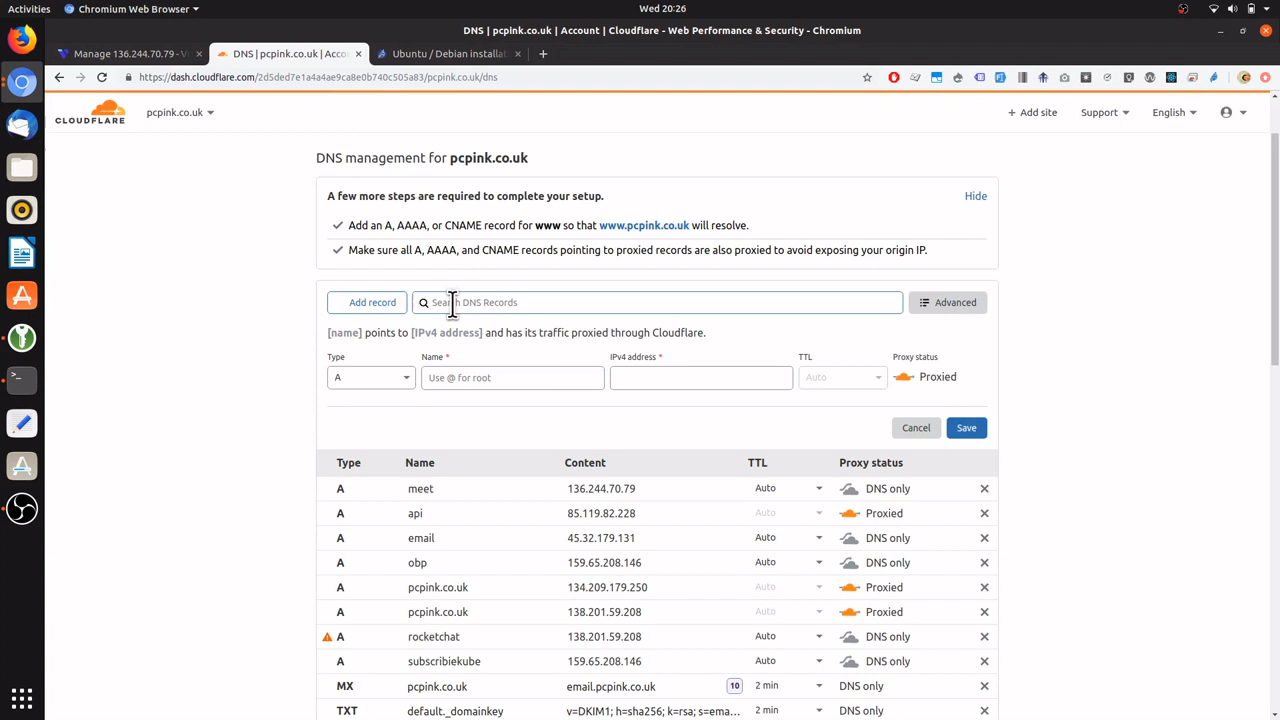 Activities
Chromium Web Browser
Wed 20:26
DNS | pcpink.co.uk | Account | Cloudflare - Web Performance & Security - Chromium
Manage 136.244.70.79 - V
DNS | pcpink.co.uk | Acco
Ubuntu / Debian installat
https://dash.cloudflare.com/2d5ded7e1a4a4ae9ca8e0b740c505a83/pcpink.co.uk/dns
CLOUDFLARE
pcpink.co.uk
+ Add site
Support
English
DNS management for pcpink.co.uk
A few more steps are required to complete your setup.
Hide
Add an A, AAAA, or CNAME record for www so that www.pcpink.co.uk will resolve.
Make sure all A, AAAA, and CNAME records pointing to proxied records are also proxied to avoid exposing your origin IP.
Add record
Search DNS Records
Advanced
[name] points to [IPv4 address] and has its traffic proxied through Cloudflare.
Type
Name *
IPv4 address *
TTL
Proxy status
A
Use @ for root
Auto
Proxied
Cancel
Save
Type Name Content TTL Proxy status
A meet 136.244.70.79 Auto DNS only
A api 85.119.82.228 Auto Proxied
A email 45.32.179.131 Auto DNS only
A obp 159.65.208.146 Auto DNS only
A pcpink.co.uk 134.209.179.250 Auto Proxied
A pcpink.co.uk 138.201.59.208 Auto Proxied
A rocketchat 138.201.59.208 Auto DNS only
A subscribiekube 159.65.208.146 Auto DNS only
MX pcpink.co.uk email.pcpink.co.uk 10 2 min DNS only
TXT default._domainkey v=DKIM1; h=sha256; k=rsa; s=ema... 2 min DNS only